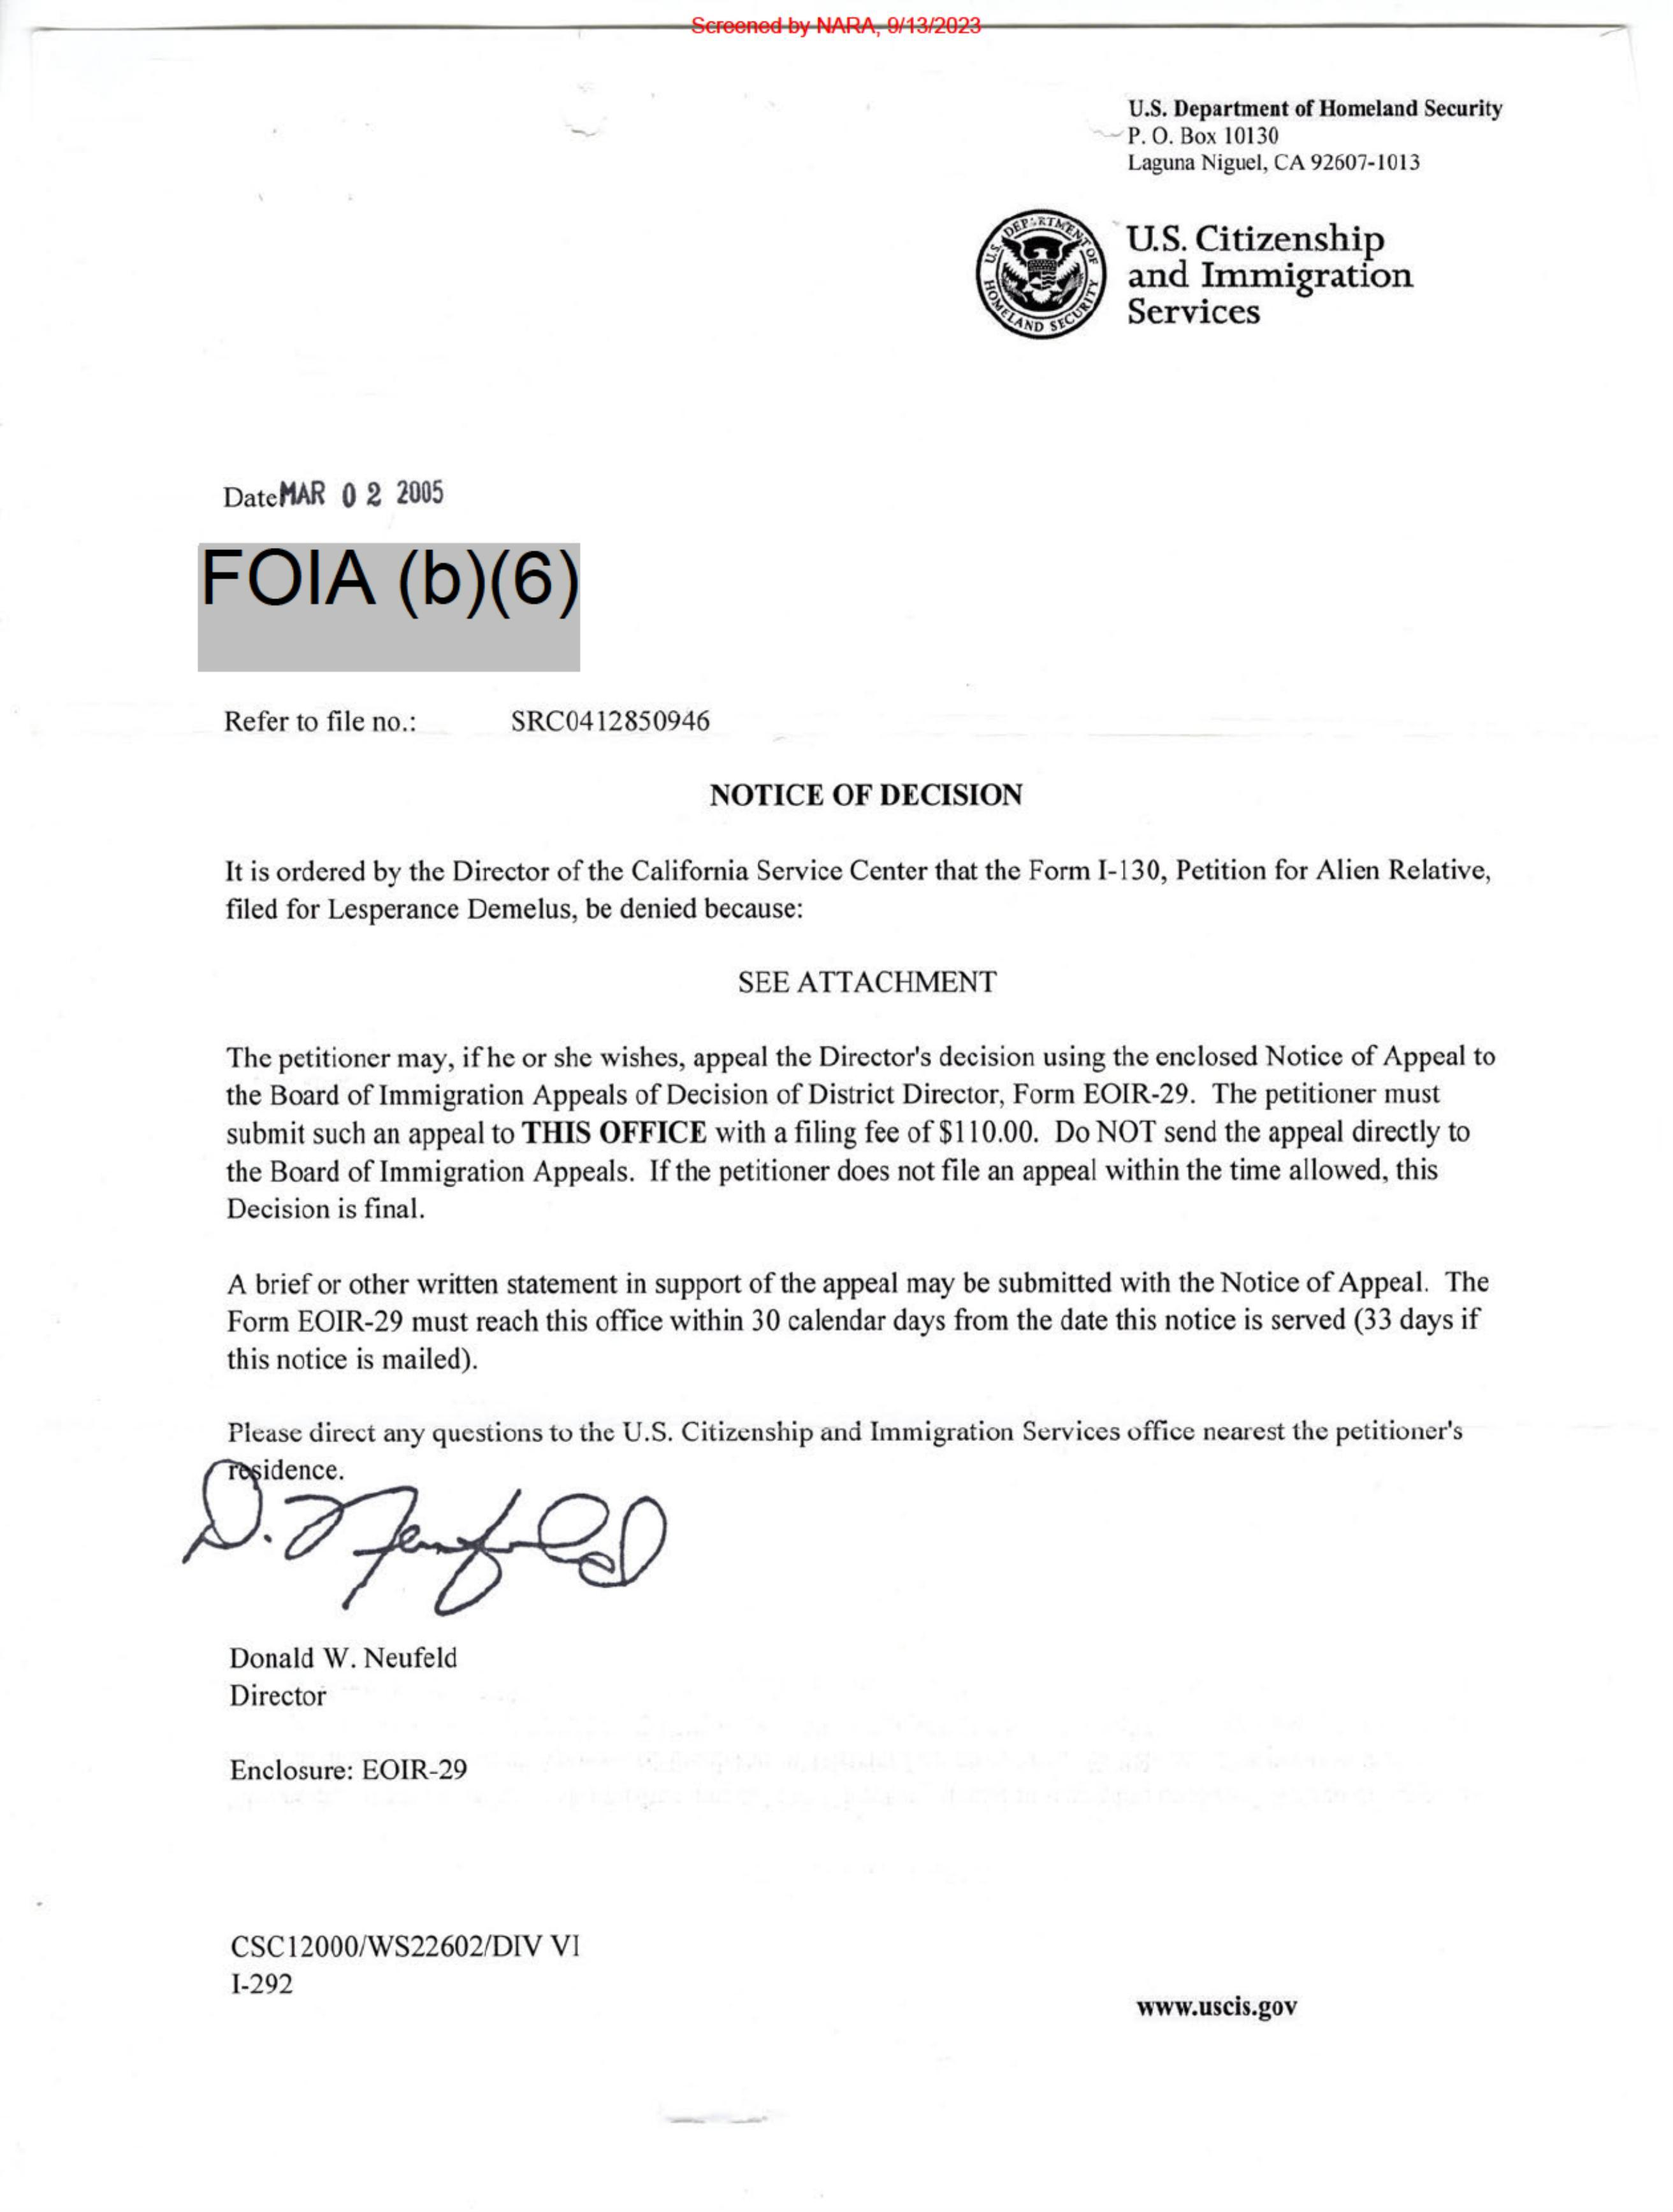 Screened by NARA, 9/13/2023
U.S. Department of Homeland Security
P. O. Box 10130
Laguna Niguel, CA 92607-1013
U.S. DEPARTMENT OF HOMELAND SECURITY
U.S. Citizenship
and Immigration
Services
Date MAR 02 2005
FOIA (b)(6)
Refer to file no.: SRC0412850946
NOTICE OF DECISION
It is ordered by the Director of the California Service Center that the Form I-130, Petition for Alien Relative,
filed for Lesperance Demelus, be denied because:
SEE ATTACHMENT
The petitioner may, if he or she wishes, appeal the Director's decision using the enclosed Notice of Appeal to
the Board of Immigration Appeals of Decision of District Director, Form EOIR-29. The petitioner must
submit such an appeal to THIS OFFICE with a filing fee of $110.00. Do NOT send the appeal directly to
the Board of Immigration Appeals. If the petitioner does not file an appeal within the time allowed, this
Decision is final.
A brief or other written statement in support of the appeal may be submitted with the Notice of Appeal. The
Form EOIR-29 must reach this office within 30 calendar days from the date this notice is served (33 days if
this notice is mailed).
Please direct any questions to the U.S. Citizenship and Immigration Services office nearest the petitioner's
residence.
D. Neufeld
Donald W. Neufeld
Director
Enclosure: EOIR-29
CSC12000/WS22602/DIV VI
I-292
www.uscis.gov